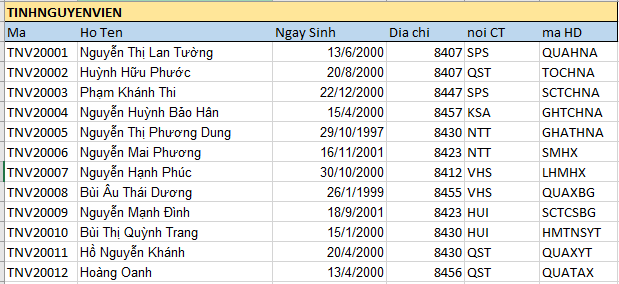 TINHNGUYENVIEN
Ma Ho Ten Ngay Sinh Dia chi noi CT ma HD
TNV20001 Nguyễn Thị Lan Tường 13/6/2000 8407 SPS QUAHNA
TNV20002 Huỳnh Hữu Phước 20/8/2000 8407 QST TOCHNA
TNV20003 Phạm Khánh Thi 22/12/2000 8447 SPS SCTCHNA
TNV20004 Nguyễn Huỳnh Bảo Hân 15/4/2000 8457 KSA GHTCHNA
TNV20005 Nguyễn Thị Phương Dung 29/10/1997 8430 NTT GHATHNA
TNV20006 Nguyễn Mai Phương 16/11/2001 8423 NTT SMHX
TNV20007 Nguyễn Hạnh Phúc 30/10/2000 8412 VHS LHMHX
TNV20008 Bùi Âu Thái Dương 26/1/1999 8455 VHS QUAXBG
TNV20009 Nguyễn Mạnh Đình 18/9/2001 8423 HUI SCTCSBG
TNV20010 Bùi Thị Quỳnh Trang 15/1/2000 8430 HUI HMTNSYT
TNV20011 Hồ Nguyễn Khánh 20/4/2000 8430 QST QUAXYT
TNV20012 Hoàng Oanh 13/4/2000 8456 QST QUATAX